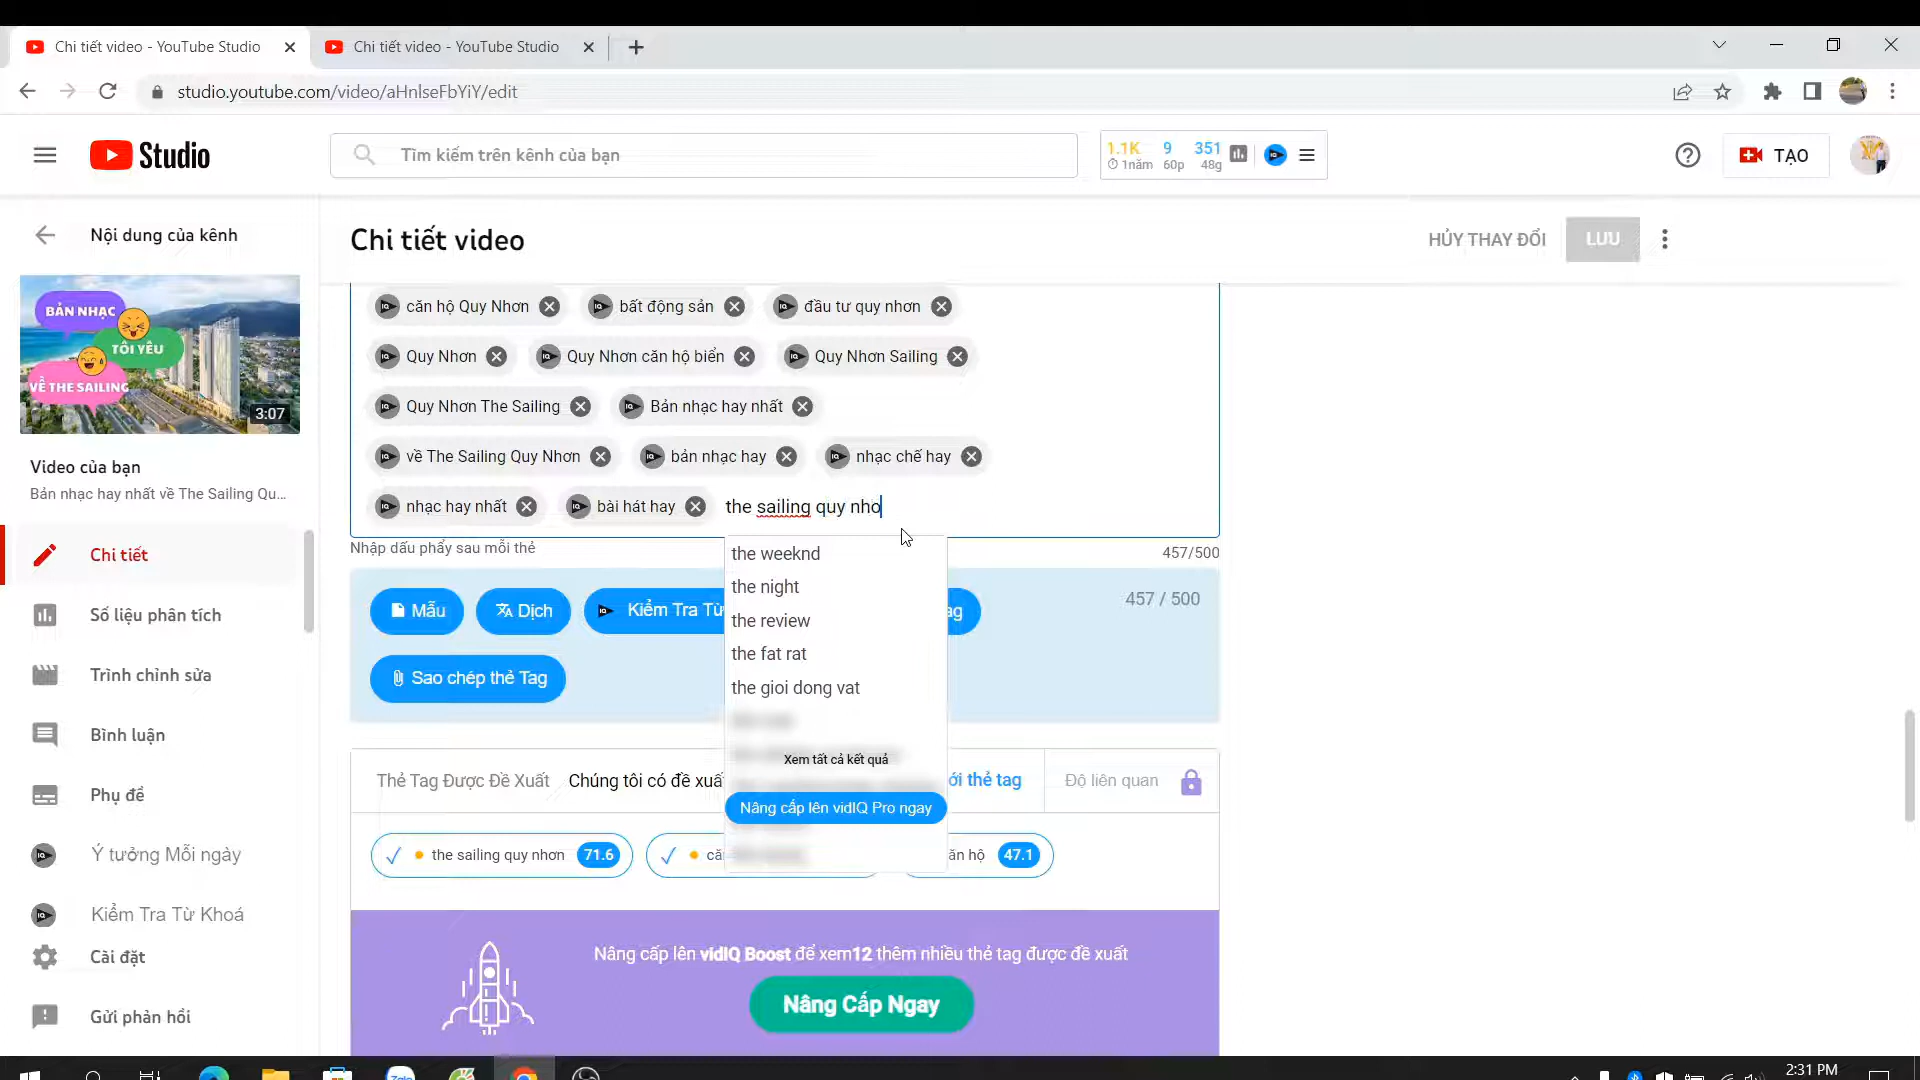 Chi tiết video - YouTube Studio
Chi tiết video - YouTube Studio
studio.youtube.com/video/aHnlseFbYiY/edit
Studio
Tìm kiếm trên kênh của bạn
1.1K 9 351
1năm 60p 48g
TẠO
Nội dung của kênh
Chi tiết video
HỦY THAY ĐỔI
LƯU
BẢN NHẠC
TÔI YÊU
VỀ THE SAILING
3:07
Video của bạn
Bản nhạc hay nhất về The Sailing Qu...
Chi tiết
Số liệu phân tích
Trình chỉnh sửa
Bình luận
Phụ đề
Ý tưởng Mỗi ngày
Kiểm Tra Từ Khoá
Cài đặt
Gửi phản hồi
căn hộ Quy Nhơn bất động sản đầu tư quy nhơn
Quy Nhơn Quy Nhơn căn hộ biển Quy Nhơn Sailing
Quy Nhơn The Sailing Bản nhạc hay nhất
về The Sailing Quy Nhơn bản nhạc hay nhạc chế hay
nhạc hay nhất bài hát hay the sailing quy nho
Nhập dấu phẩy sau mỗi thẻ
457/500
the weeknd
the night
the review
the fat rat
the gioi dong vat
Xem tất cả kết quả
Nâng cấp lên vidIQ Pro ngay
Mẫu Dịch Kiểm Tra Từ ag
457 / 500
Sao chép thẻ Tag
Thẻ Tag Được Đề Xuất Chúng tôi có đề xuấ ới thẻ tag Độ liên quan
the sailing quy nhơn 71.6 că ăn hộ 47.1
Nâng cấp lên vidIQ Boost để xem12 thêm nhiều thẻ tag được đề xuất
Nâng Cấp Ngay
Zalo
2:31 PM